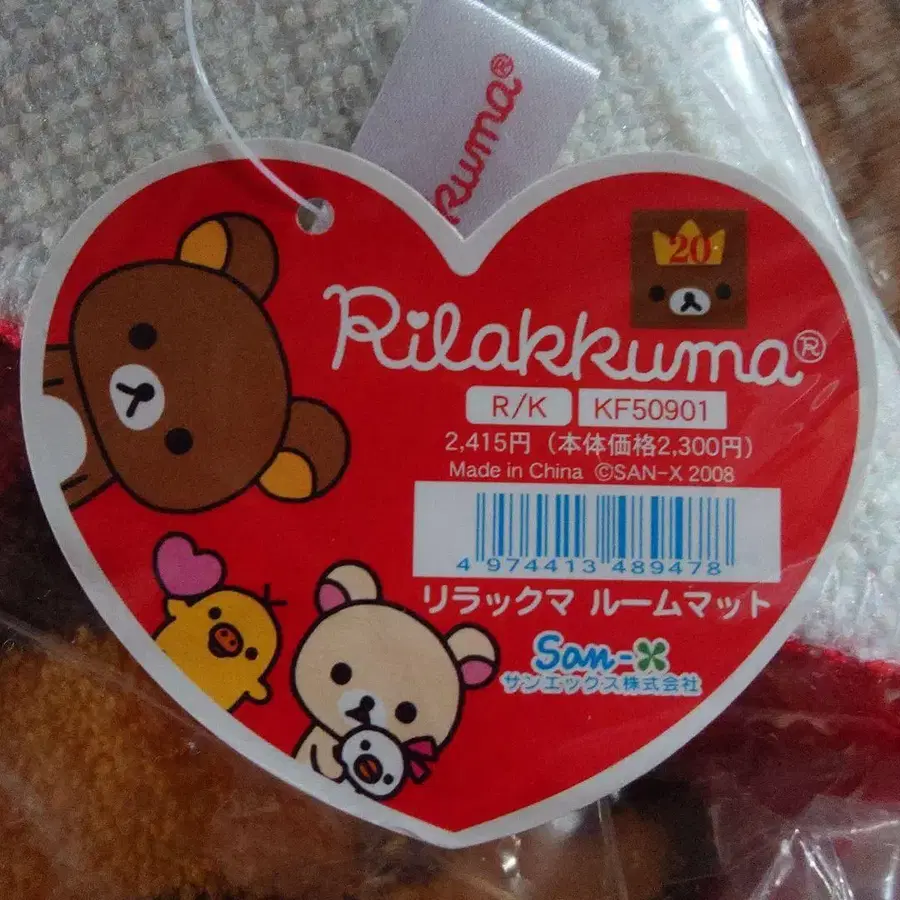 kuma®
20
Rilakkuma®
R/K KF50901
2,415円（本体価格2,300円）
Made in China ©SAN-X 2008
4 974413 489478
リラックマ ルームマット
San-X
サンエックス株式会社